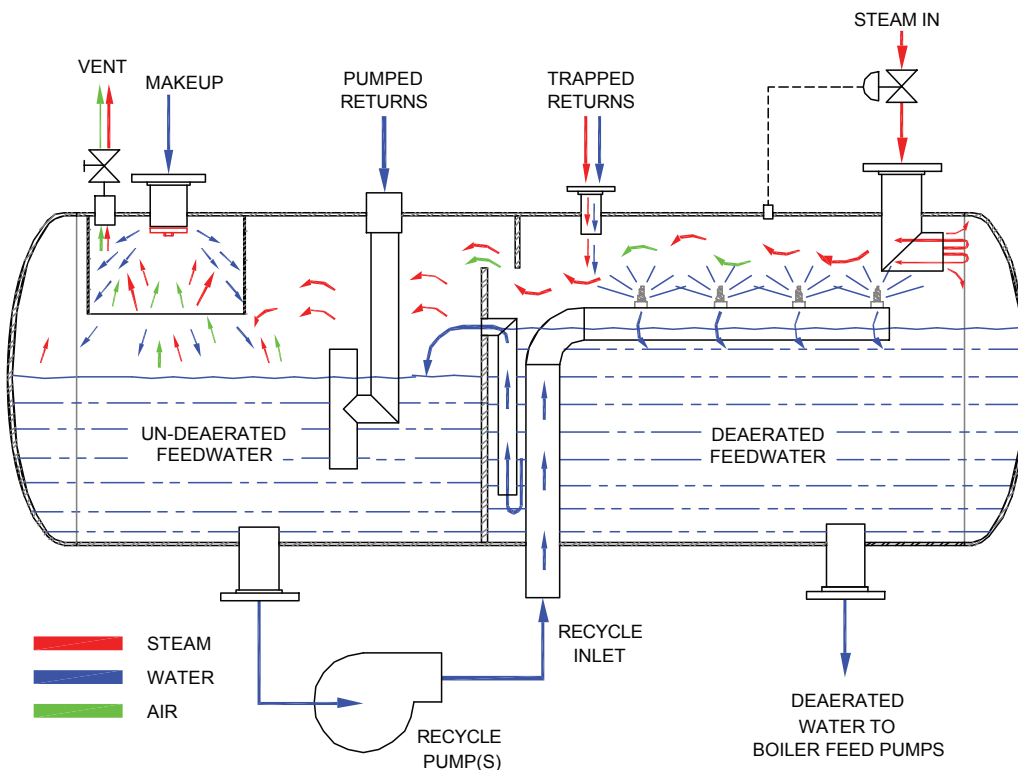 STEAM IN
VENT
MAKEUP
PUMPED
RETURNS
TRAPPED
RETURNS
UN-DEAERATED
FEEDWATER
DEAERATED
FEEDWATER
STEAM
WATER
AIR
RECYCLE
INLET
RECYCLE
PUMP(S)
DEAERATED
WATER TO
BOILER FEED PUMPS